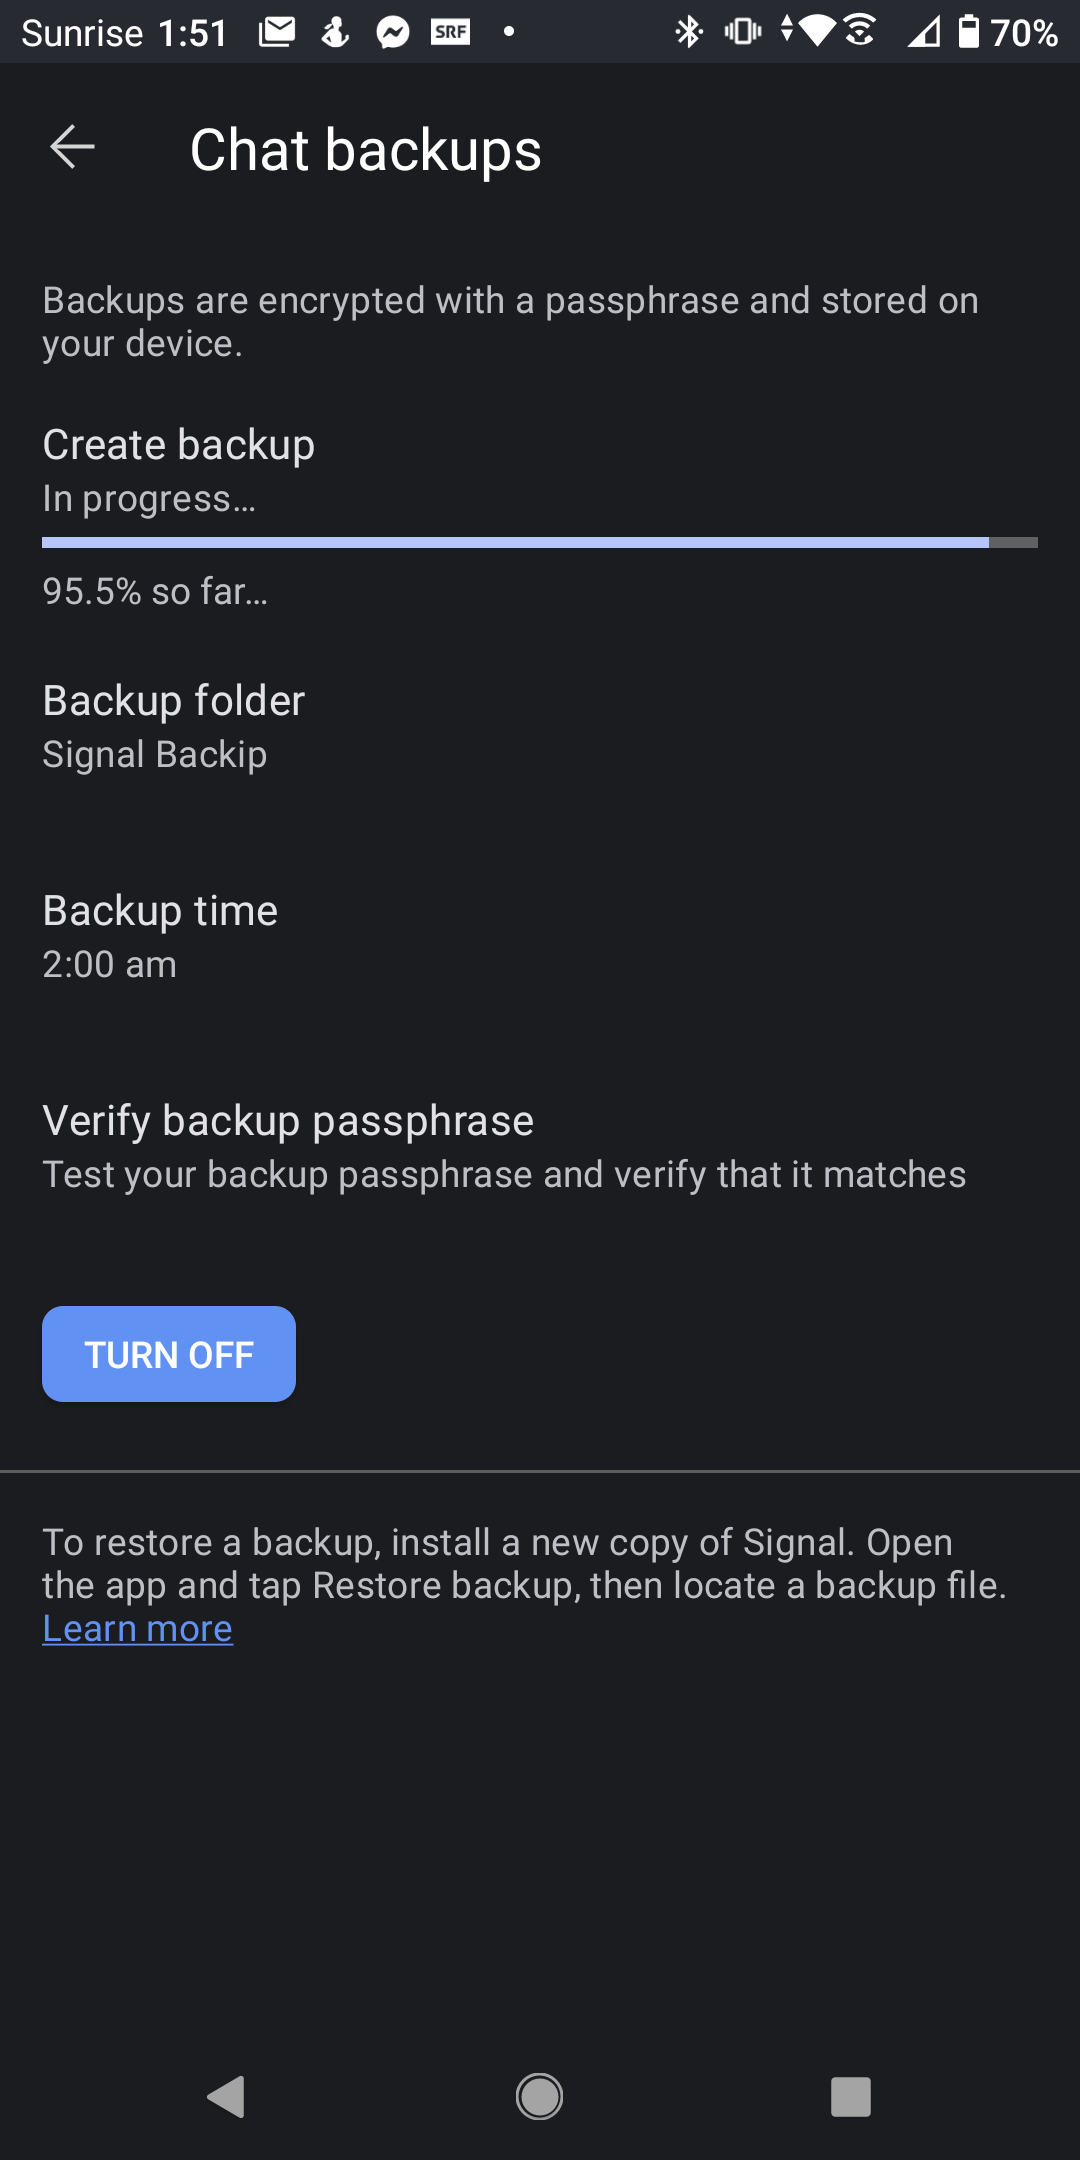 Sunrise 1:51 SRF 70%
Chat backups
Backups are encrypted with a passphrase and stored on
your device.
Create backup
In progress...
95.5% so far...
Backup folder
Signal Backip
Backup time
2:00 am
Verify backup passphrase
Test your backup passphrase and verify that it matches
TURN OFF
To restore a backup, install a new copy of Signal. Open
the app and tap Restore backup, then locate a backup file.
Learn more